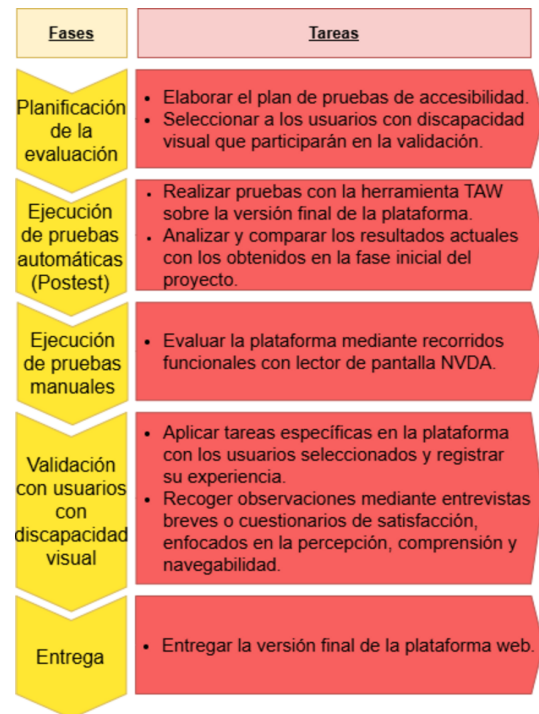 Fases
Tareas
Planificación
de la
evaluación
• Elaborar el plan de pruebas de accesibilidad.
• Seleccionar a los usuarios con discapacidad
visual que participarán en la validación.
Ejecución
de pruebas
automáticas
(Postest)
• Realizar pruebas con la herramienta TAW
sobre la versión final de la plataforma.
• Analizar y comparar los resultados actuales
con los obtenidos en la fase inicial del
proyecto.
Ejecución
de pruebas
manuales
• Evaluar la plataforma mediante recorridos
funcionales con lector de pantalla NVDA.
Validación
con usuarios
con
discapacidad
visual
• Aplicar tareas específicas en la plataforma
con los usuarios seleccionados y registrar
su experiencia.
• Recoger observaciones mediante entrevistas
breves o cuestionarios de satisfacción,
enfocados en la percepción, comprensión y
navegabilidad.
Entrega
• Entregar la versión final de la plataforma web.